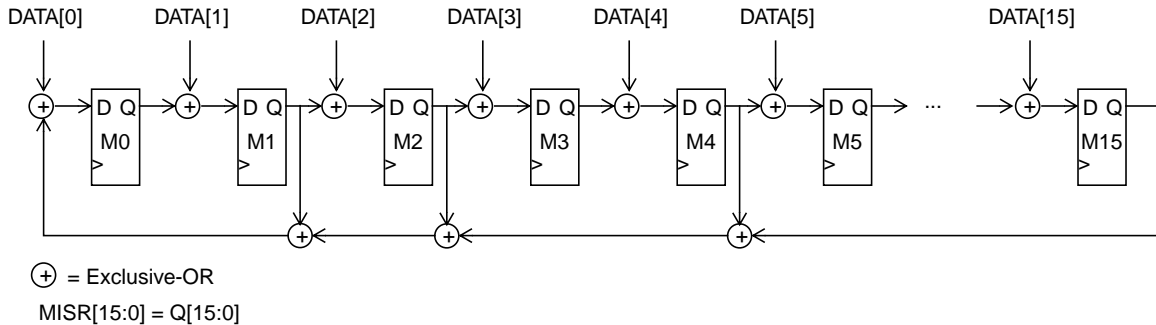 DATA[0] DATA[1] DATA[2] DATA[3] DATA[4] DATA[5] DATA[15]
D Q D Q D Q D Q D Q D Q ... D Q
M0 M1 M2 M3 M4 M5 M15
+ = Exclusive-OR
MISR[15:0] = Q[15:0]